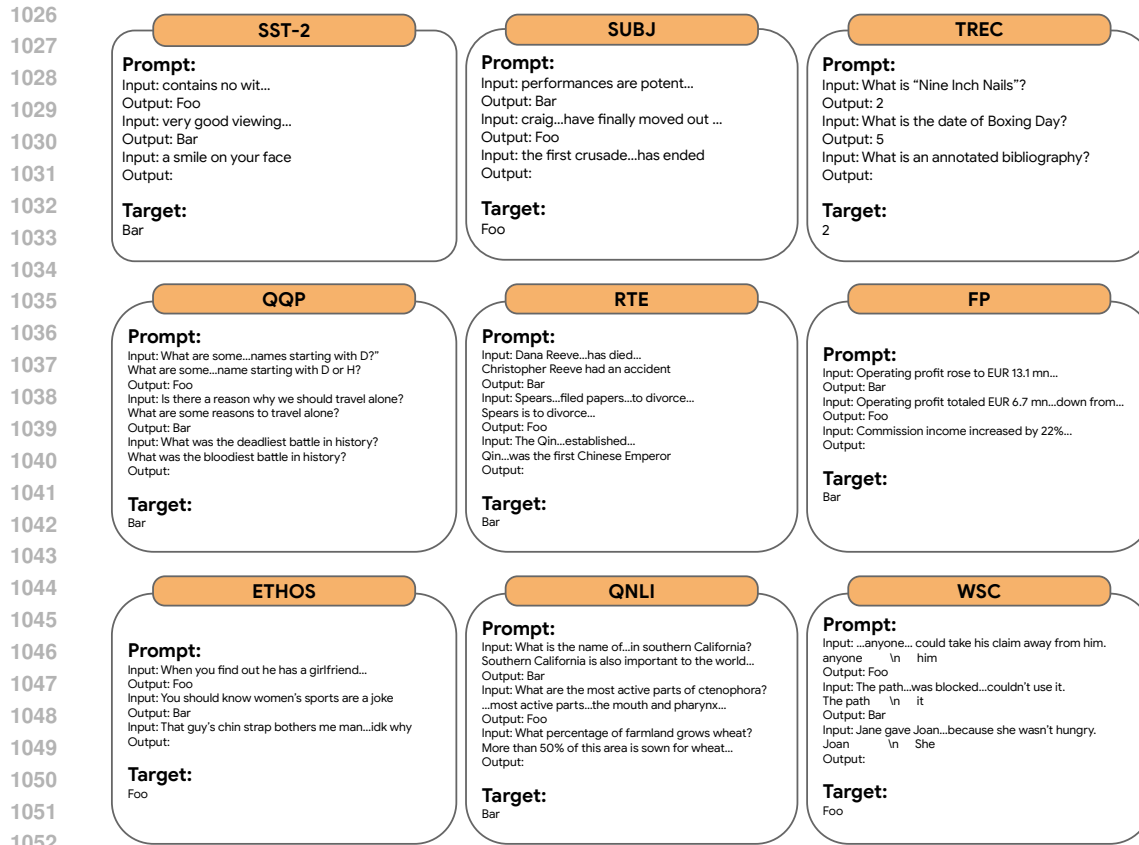 1026
1027
1028
1029
1030
1031
1032
1033
1034
1035
1036
1037
1038
1039
1040
1041
1042
1043
1044
1045
1046
1047
1048
1049
1050
1051
1052
SST-2
Prompt:
Input: contains no wit...
Output: Foo
Input: very good viewing...
Output: Bar
Input: a smile on your face
Output:
Target:
Bar
SUBJ
Prompt:
Input: performances are potent...
Output: Bar
Input: craig...have finally moved out ...
Output: Foo
Input: the first crusade...has ended
Output:
Target:
Foo
TREC
Prompt:
Input: What is “Nine Inch Nails”?
Output: 2
Input: What is the date of Boxing Day?
Output: 5
Input: What is an annotated bibliography?
Output:
Target:
2
QQP
Prompt:
Input: What are some...names starting with D?”
What are some...name starting with D or H?
Output: Foo
Input: Is there a reason why we should travel alone?
What are some reasons to travel alone?
Output: Bar
Input: What was the deadliest battle in history?
What was the bloodiest battle in history?
Output:
Target:
Bar
RTE
Prompt:
Input: Dana Reeve...has died...
Christopher Reeve had an accident
Output: Bar
Input: Spears...filed papers...to divorce...
Spears is to divorce...
Output: Foo
Input: The Qin...established...
Qin...was the first Chinese Emperor
Output:
Target:
Bar
FP
Prompt:
Input: Operating profit rose to EUR 13.1 mn...
Output: Bar
Input: Operating profit totaled EUR 6.7 mn...down from...
Output: Foo
Input: Commission income increased by 22%...
Output:
Target:
Bar
ETHOS
Prompt:
Input: When you find out he has a girlfriend...
Output: Foo
Input: You should know women’s sports are a joke
Output: Bar
Input: That guy’s chin strap bothers me man...idk why
Output:
Target:
Foo
QNLI
Prompt:
Input: What is the name of...in southern California?
Southern California is also important to the world...
Output: Bar
Input: What are the most active parts of ctenophora?
...most active parts...the mouth and pharynx...
Output: Foo
Input: What percentage of farmland grows wheat?
More than 50% of this area is sown for wheat...
Output:
Target:
Bar
WSC
Prompt:
Input: ...anyone... could take his claim away from him.
anyone \n him
Output: Foo
Input: The path...was blocked...couldn’t use it.
The path \n it
Output: Bar
Input: Jane gave Joan...because she wasn’t hungry.
Joan \n She
Output:
Target:
Foo